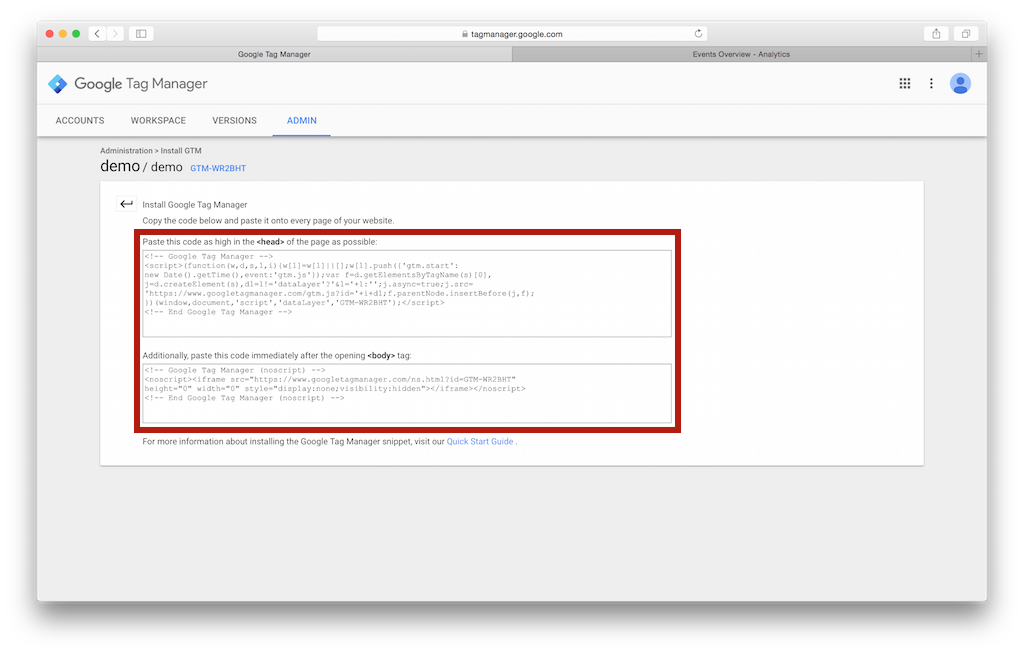 tagmanager.google.com
Google Tag Manager
Events Overview - Analytics
Google Tag Manager
ACCOUNTS WORKSPACE VERSIONS ADMIN
Administration > Install GTM
demo / demo GTM-WR2BHT
Install Google Tag Manager
Copy the code below and paste it onto every page of your website.
Paste this code as high in the <head> of the page as possible:
<!-- Google Tag Manager -->
<script>(function(w,d,s,l,i){w[l]=w[l]||[];w[l].push({'gtm.start':
new Date().getTime(),event:'gtm.js'});var f=d.getElementsByTagName(s)[0],
j=d.createElement(s),dl=l!='dataLayer'?'&l='+l:'';j.async=true;j.src=
'https://www.googletagmanager.com/gtm.js?id='+i+dl;f.parentNode.insertBefore(j,f);
})(window,document,'script','dataLayer','GTM-WR2BHT');</script>
<!-- End Google Tag Manager -->
Additionally, paste this code immediately after the opening <body> tag:
<!-- Google Tag Manager (noscript) -->
<noscript><iframe src="https://www.googletagmanager.com/ns.html?id=GTM-WR2BHT"
height="0" width="0" style="display:none;visibility:hidden"></iframe></noscript>
<!-- End Google Tag Manager (noscript) -->
For more information about installing the Google Tag Manager snippet, visit our Quick Start Guide .